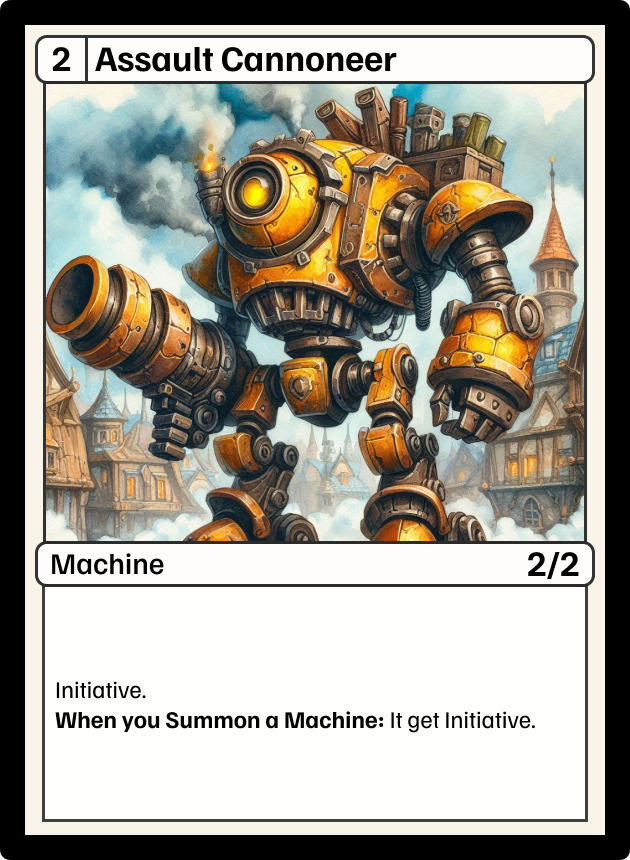 2 Assault Cannoneer
Machine 2/2
Initiative.
When you Summon a Machine: It get Initiative.